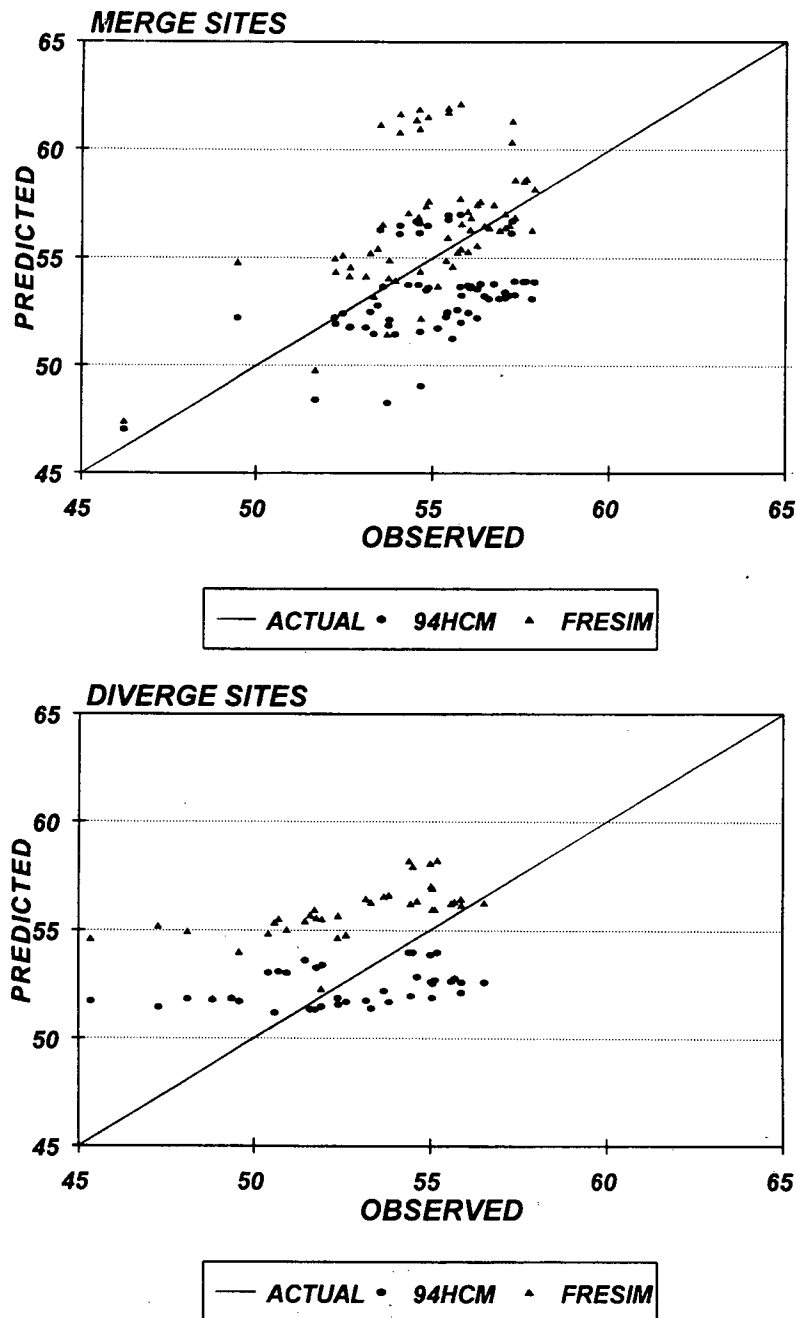 MERGE SITES
65
60
55
50
45
PREDICTED
45 50 55 60 65
OBSERVED
ACTUAL 94HCM FRESIM
DIVERGE SITES
65
60
55
50
45
PREDICTED
45 50 55 60 65
OBSERVED
ACTUAL 94HCM FRESIM